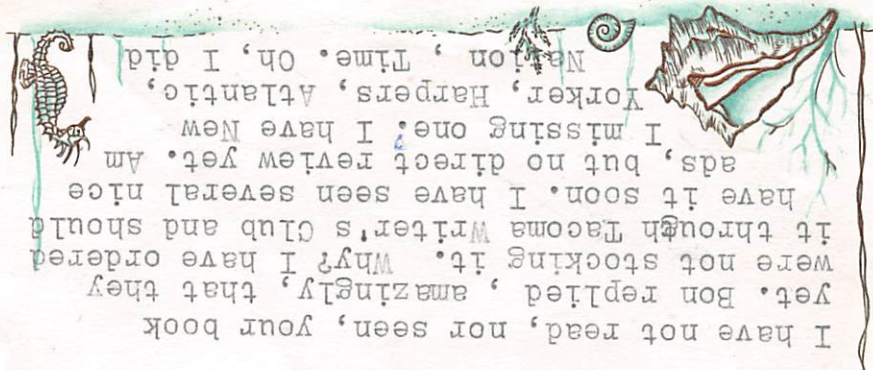 I have not read, nor seen, your book
yet. Bon replied , amazingly, that they
were not stocking it.  Why? I have ordered
it through Tacoma Writer's Club and should
have it soon. I have seen several nice
ads, but no direct review yet. Am
I missing one. I have New
Yorker, Harpers, Atlantic,
Nation , Time. Oh, I did